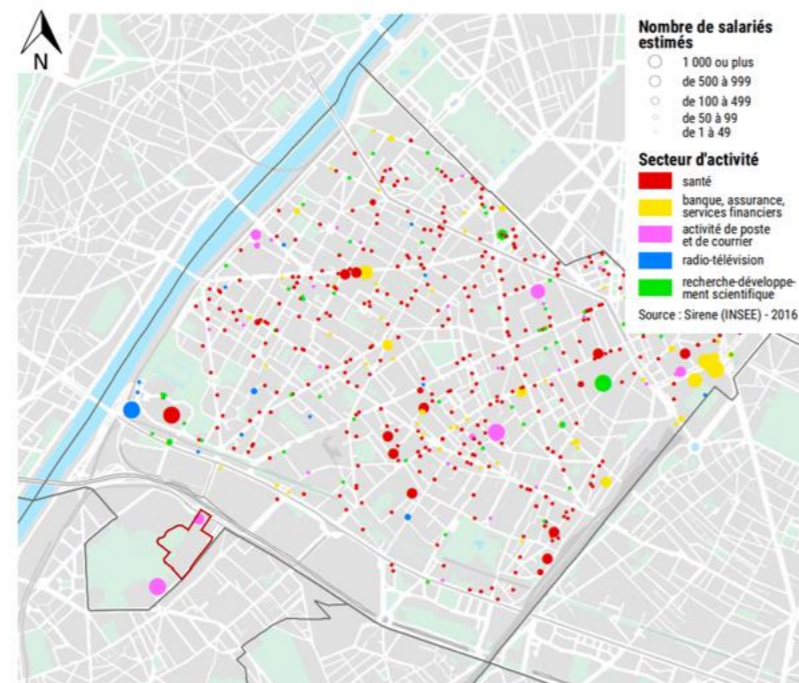 N
Nombre de salariés
estimés
1 000 ou plus
de 500 à 999
de 100 à 499
de 50 à 99
de 1 à 49
Secteur d'activité
santé
banque, assurance,
services financiers
activité de poste
et de courrier
radio-télévision
recherche-développe-
ment scientifique
Source : Sirene (INSEE) - 2016